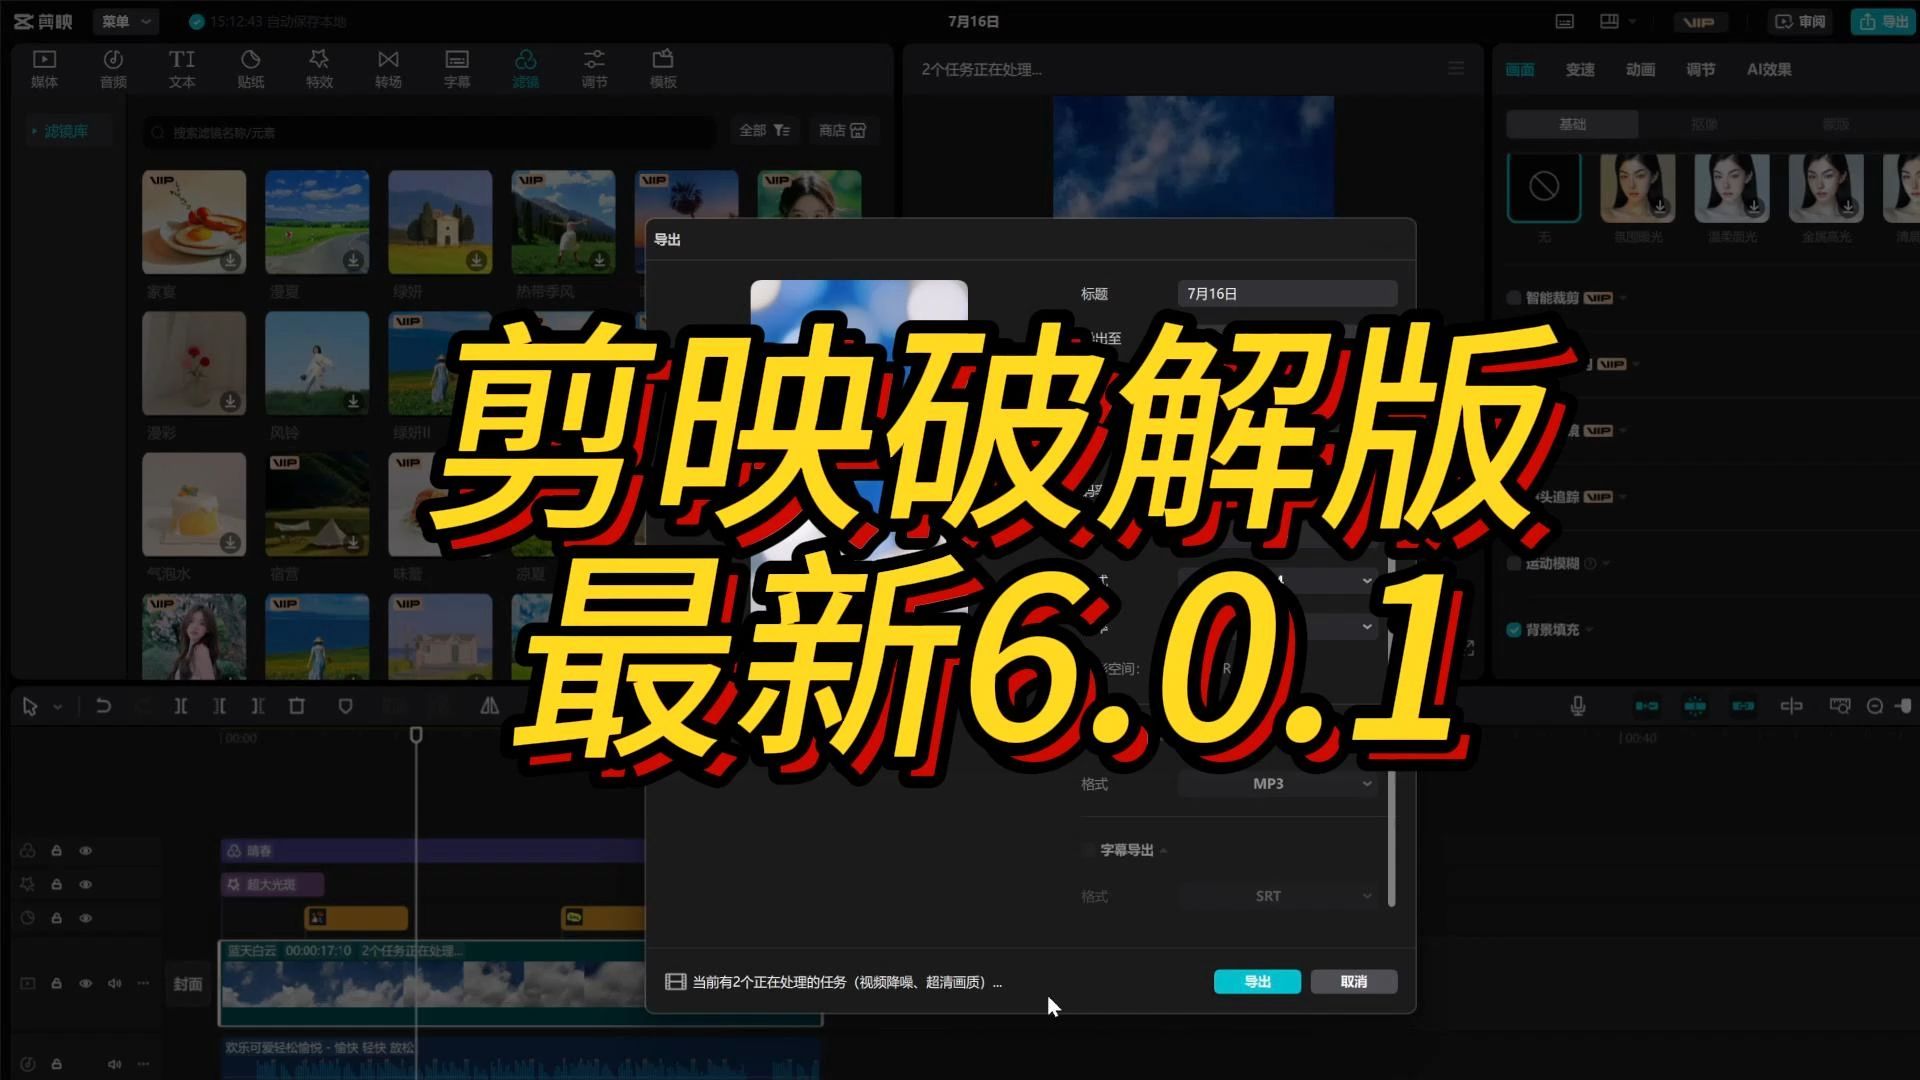 剪映
菜单
15:12:43 自动保存本地
7月16日
VIP
审阅
导出
媒体
音频
文本
贴纸
特效
转场
字幕
滤镜
调节
模板
2个任务正在处理...
画面
变速
动画
调节
AI效果
滤镜库
搜索滤镜名称/元素
全部
商店
基础
抠像
蒙版
VIP
VIP
VIP
VIP
家宴
漫夏
绿妍
热带季风
无
氛围暖光
温柔面光
金属高光
导出
标题
7月16日
出至
智能裁剪 VIP
VIP
VIP
漫彩
风铃
绿妍II
VIP
头追踪 VIP
VIP
VIP
气泡水
宿营
味蕾
凉夏
运动模糊
VIP
VIP
VIP
背景填充
剪映破解版
最新6.0.1
空间:
R
00:00
00:40
格式
MP3
字幕导出
格式
SRT
晴春
超大光斑
封面
蓝天白云 00:00:17:10 2个任务正在处理...
当前有2个正在处理的任务（视频降噪、超清画质）...
导出
取消
欢乐可爱轻松愉悦 - 愉快 轻快 放松